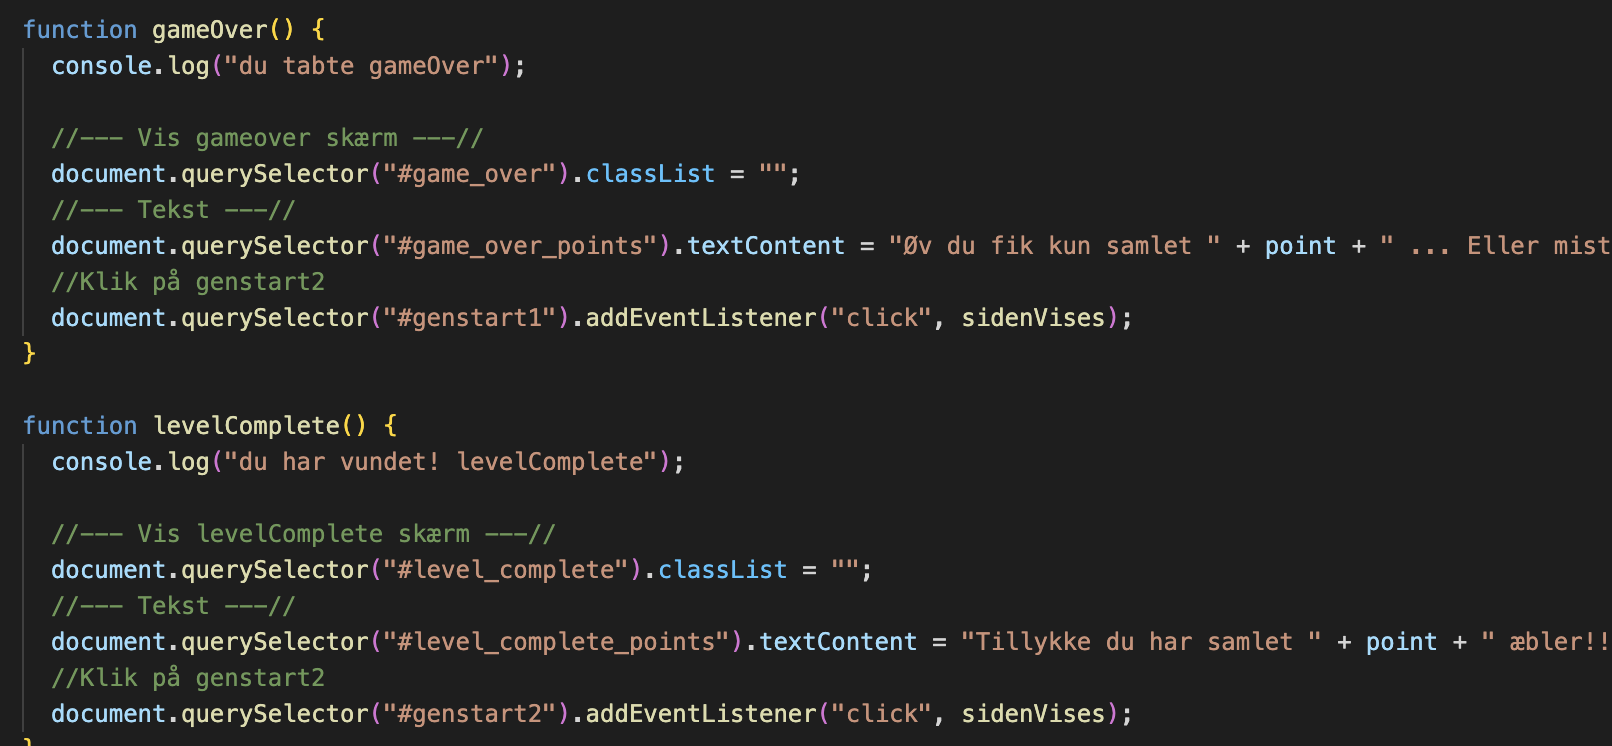 function gameOver() {
console.log("du tabte gameOver");
//--- Vis gameover skærm ---//
document.querySelector("#game_over").classList = "";
//--- Tekst ---//
document.querySelector("#game_over_points").textContent = "Øv du fik kun samlet " + point + " ... Eller mist
//Klik på genstart2
document.querySelector("#genstart1").addEventListener("click", sidenVises);
}
function levelComplete() {
console.log("du har vundet! levelComplete");
//--- Vis levelComplete skærm ---//
document.querySelector("#level_complete").classList = "";
//--- Tekst ---//
document.querySelector("#level_complete_points").textContent = "Tillykke du har samlet " + point + " æbler!!
//Klik på genstart2
document.querySelector("#genstart2").addEventListener("click", sidenVises);
}